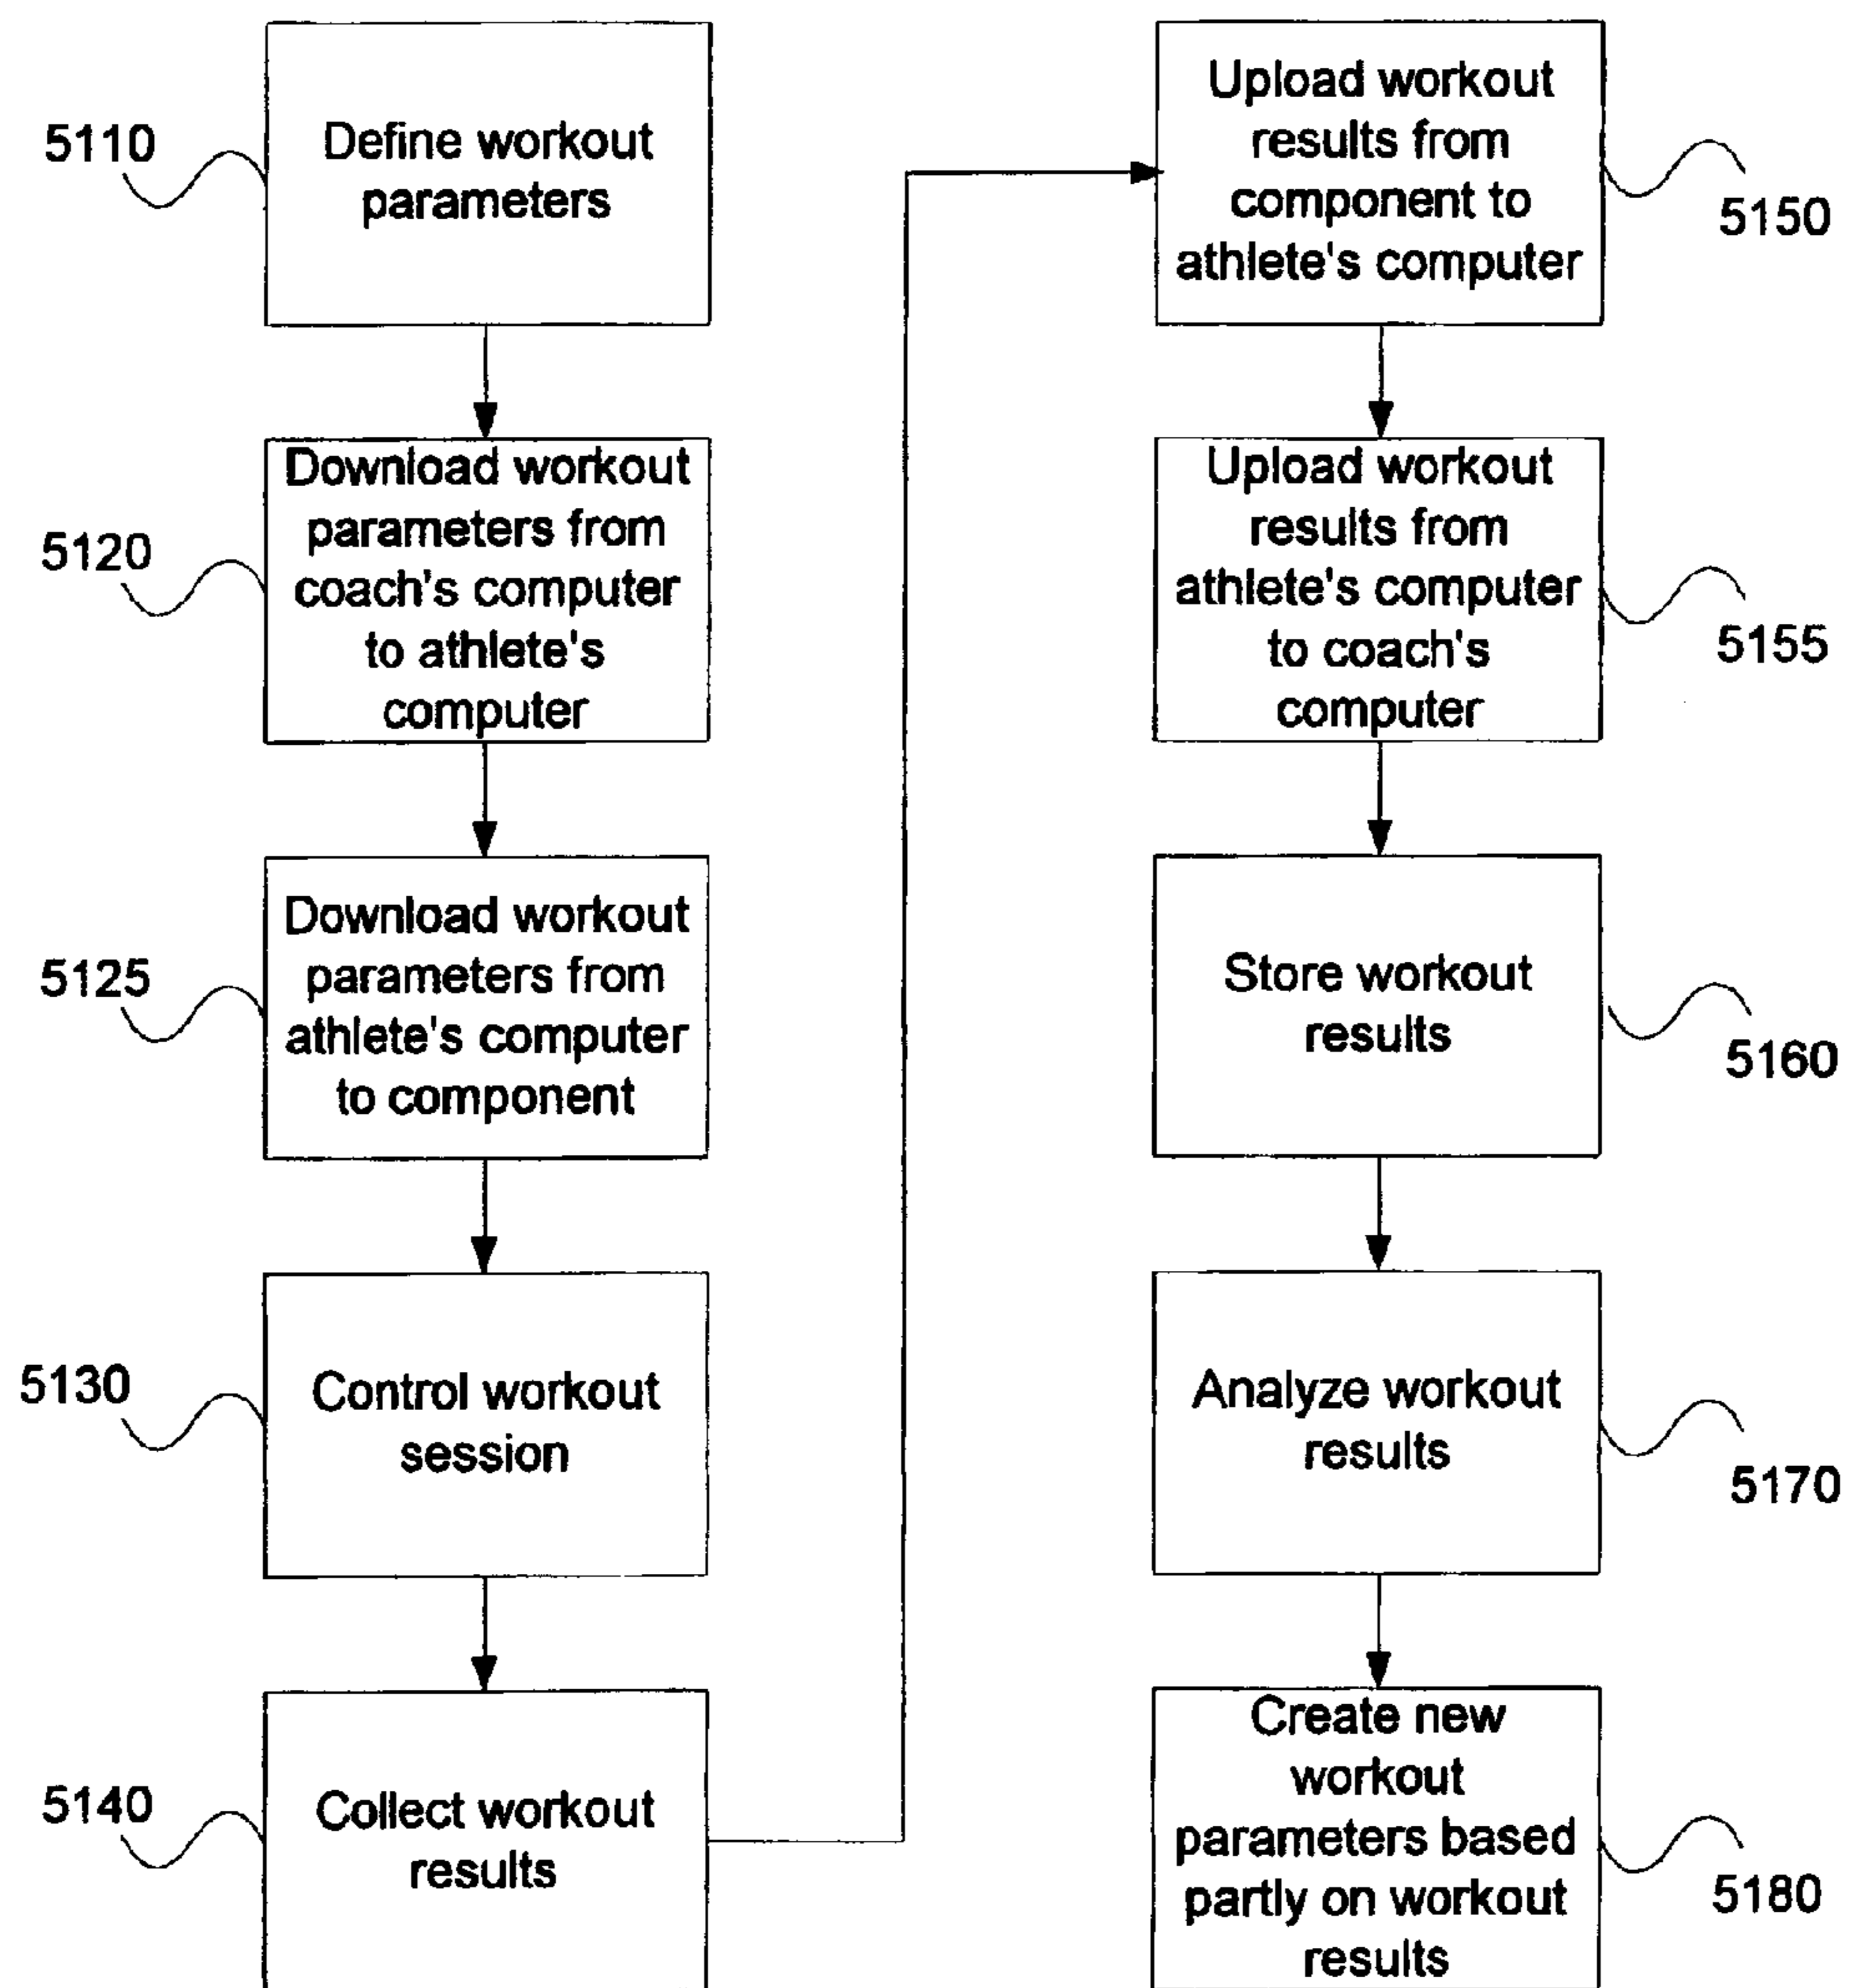 5110
Define workout
parameters
5120
Download workout
parameters from
coach's computer
to athlete's
computer
5125
Download workout
parameters from
athlete's computer
to component
5130
Control workout
session
5140
Collect workout
results
Upload workout
results from
component to
athlete's computer
5150
Upload workout
results from
athlete's computer
to coach's
computer
5155
Store workout
results
5160
Analyze workout
results
5170
Create new
workout
parameters based
partly on workout
results
5180